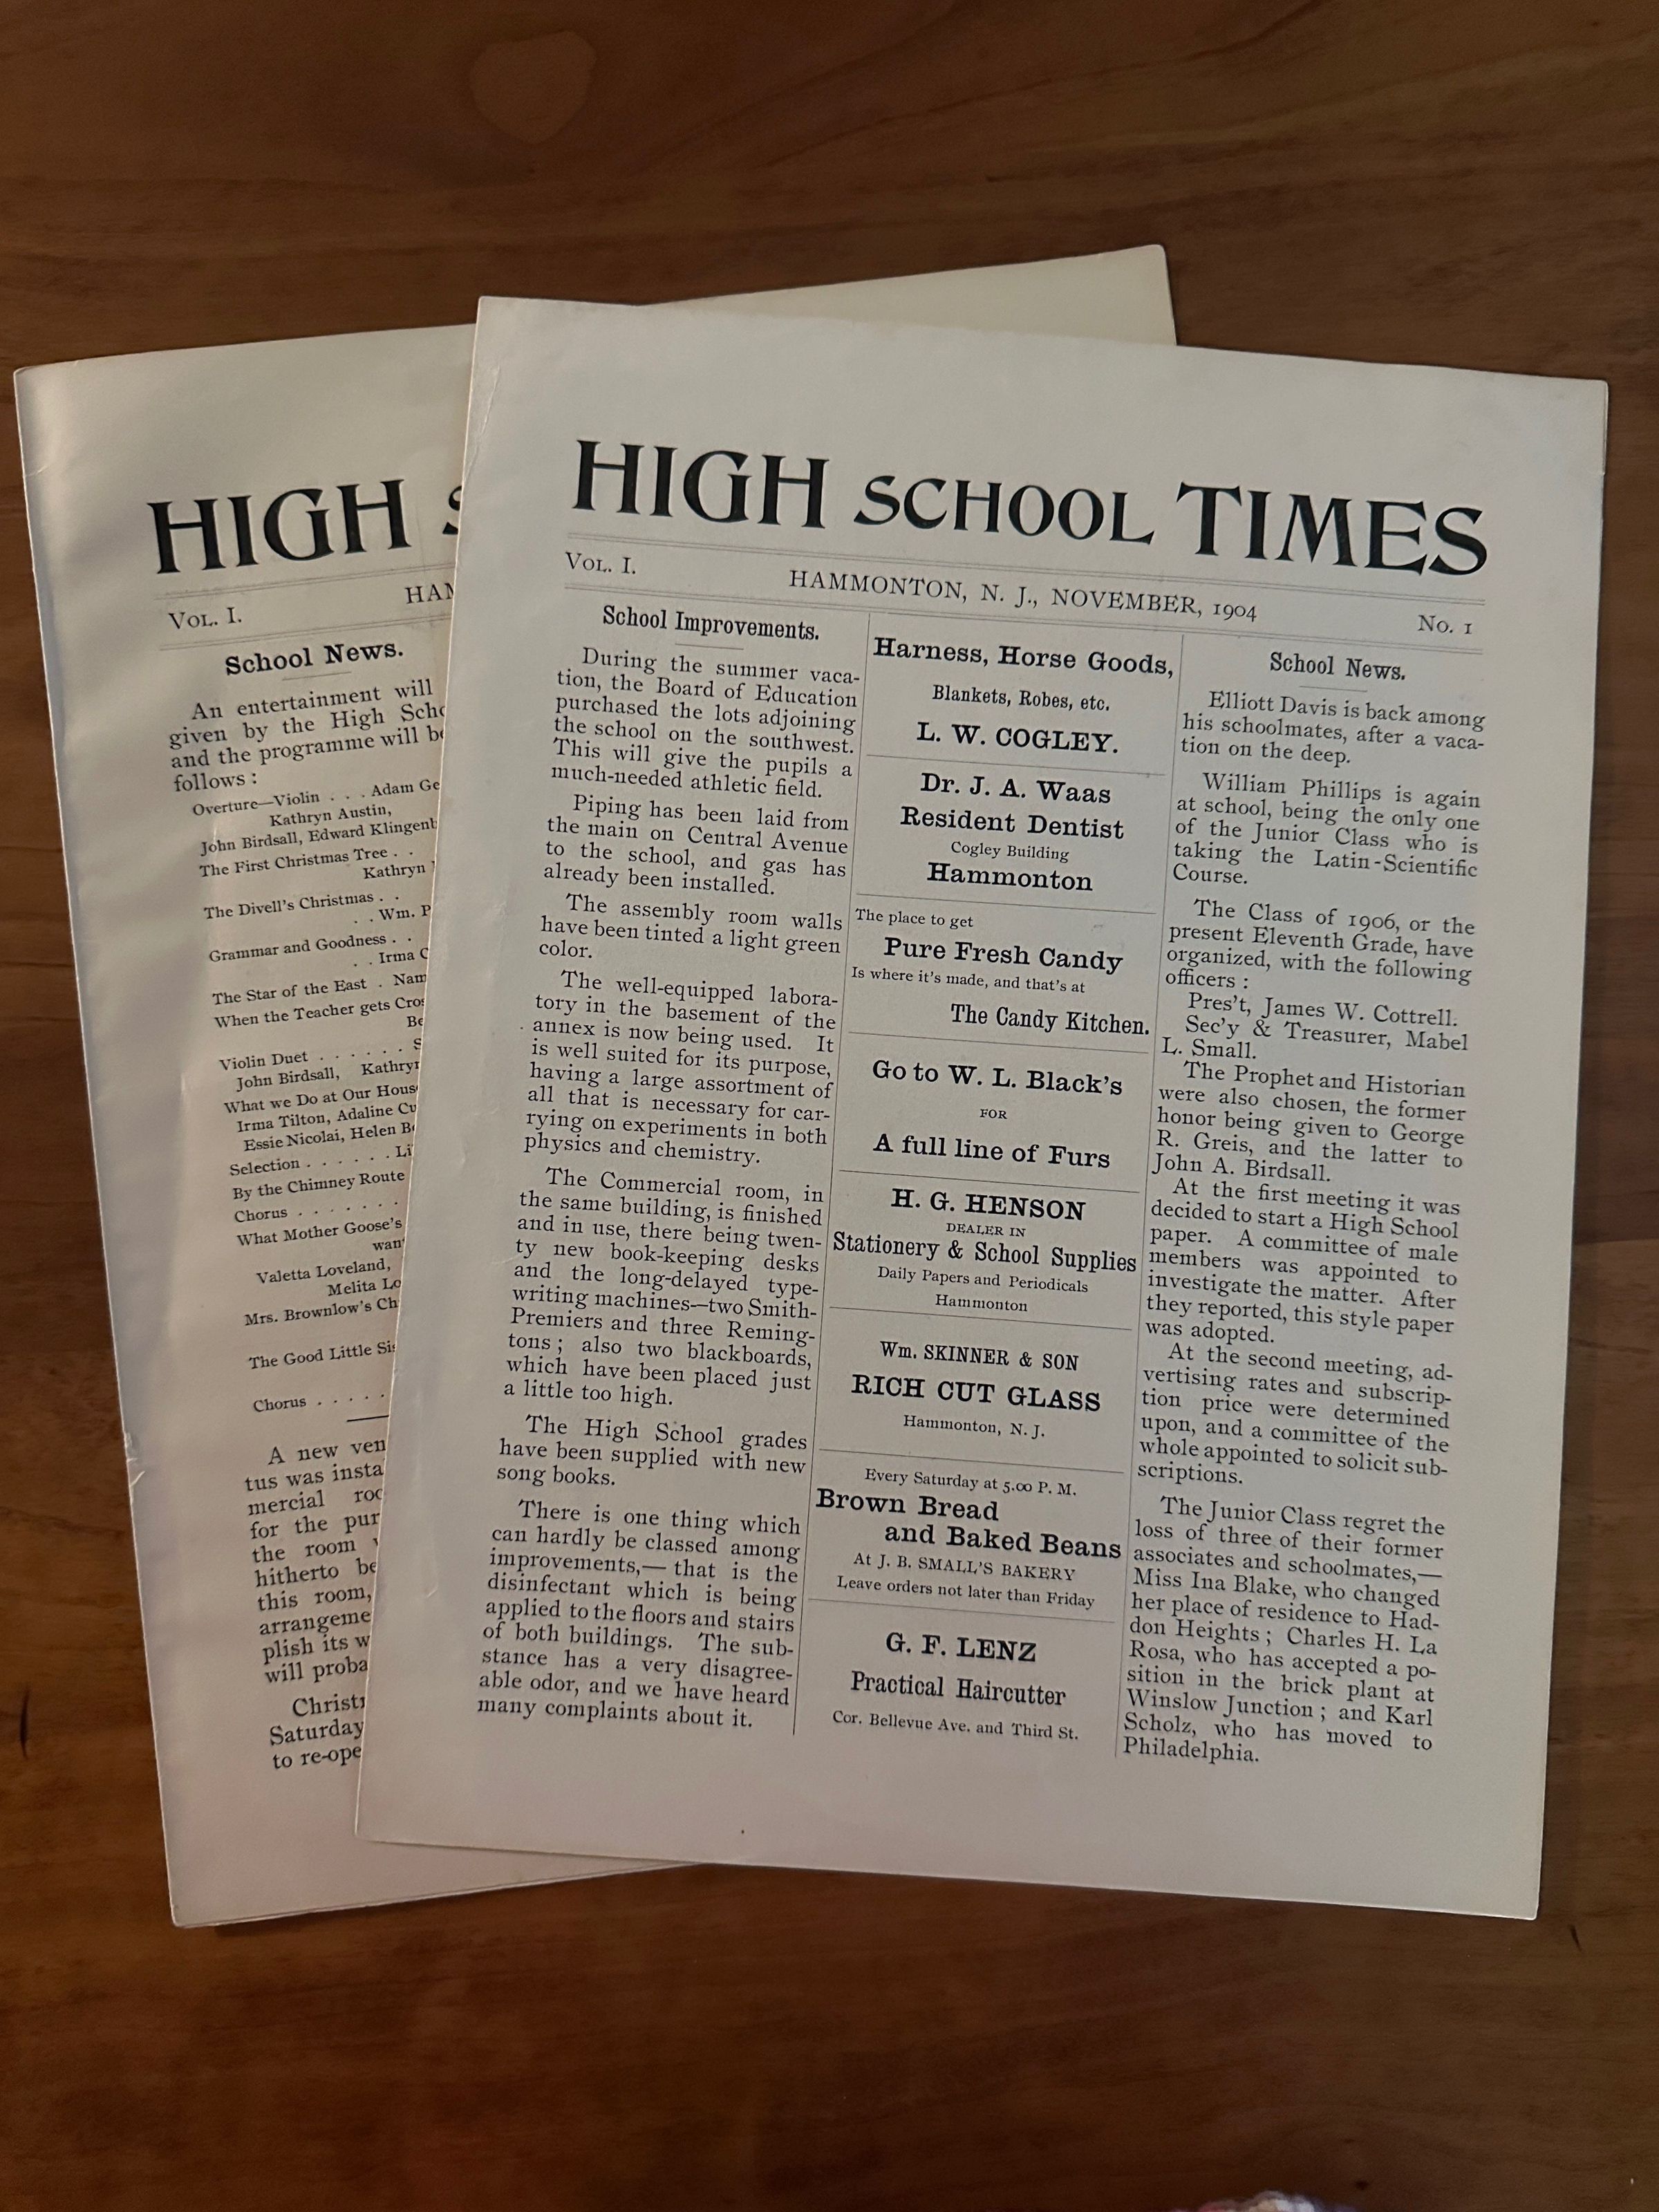 HIGH
VOL. I.
School News.
An entertainment will
given by the High
and the programme will
follows :
Overture—Violin . . . Adam
Kathryn Austin,
John Birdsall, Edward
The First Christmas Tree . .
Kathryn
The Divell's Christmas . .
. . Wm.
Grammar and Goodness . .
. . Irma
The Star of the East .
When the Teacher gets
Violin Duet . . . . . .
John Birdsall, Kathryn
What we Do at Our
Irma Tilton, Adaline
Essie Nicolai, Helen
Selection . . . . . .
By the Chimney Route
Chorus . . . . . . .
What Mother Goose's
Valetta Loveland,
Melita
Mrs. Brownlow's
The Good Little
Chorus . . . .
A new
tus was
mercial
for the
the room
hitherto
this room,
plish its
will
Saturday
to
HIGH SCHOOL TIMES
VOL. I.
HAMMONTON, N. J., NOVEMBER, 1904
No. 1
School Improvements.
During the summer vaca-
tion, the Board of Education
purchased the lots adjoining
the school on the southwest.
This will give the pupils a
much-needed athletic field.
Piping has been laid from
the main on Central Avenue
to the school, and gas has
already been installed.
The assembly room walls
have been tinted a light green
color.
The well-equipped labora-
tory in the basement of the
annex is now being used. It
is well suited for its purpose,
having a large assortment of
all that is necessary for car-
rying on experiments in both
physics and chemistry.
The Commercial room, in
the same building, is finished
and in use, there being twen-
ty new book-keeping desks
and the long-delayed type-
writing machines—two Smith-
Premiers and three Reming-
tons ; also two blackboards,
which have been placed just
a little too high.
The High School grades
have been supplied with new
song books.
There is one thing which
can hardly be classed among
improvements,— that is the
disinfectant which is being
applied to the floors and stairs
of both buildings. The sub-
stance has a very disagree-
able odor, and we have heard
many complaints about it.
Harness, Horse Goods,
Blankets, Robes, etc.
L. W. COGLEY.
Dr. J. A. Waas
Resident Dentist
Cogley Building
Hammonton
The place to get
Pure Fresh Candy
Is where it's made, and that's at
The Candy Kitchen.
Go to W. L. Black's
FOR
A full line of Furs
H. G. HENSON
DEALER IN
Stationery & School Supplies
Daily Papers and Periodicals
Hammonton
Wm. SKINNER & SON
RICH CUT GLASS
Hammonton, N. J.
Every Saturday at 5.00 P. M.
Brown Bread
and Baked Beans
At J. B. SMALL'S BAKERY
Leave orders not later than Friday
G. F. LENZ
Practical Haircutter
Cor. Bellevue Ave. and Third St.
School News.
Elliott Davis is back among
his schoolmates, after a vaca-
tion on the deep.
William Phillips is again
at school, being the only one
of the Junior Class who is
taking the Latin-Scientific
Course.
The Class of 1906, or the
present Eleventh Grade, have
organized, with the following
officers :
Pres't, James W. Cottrell.
Sec'y & Treasurer, Mabel
L. Small.
The Prophet and Historian
were also chosen, the former
honor being given to George
R. Greis, and the latter to
John A. Birdsall.
At the first meeting it was
decided to start a High School
paper. A committee of male
members was appointed to
investigate the matter. After
they reported, this style paper
was adopted.
At the second meeting, ad-
vertising rates and subscrip-
tion price were determined
upon, and a committee of the
whole appointed to solicit sub-
scriptions.
The Junior Class regret the
loss of three of their former
associates and schoolmates,—
Miss Ina Blake, who changed
her place of residence to Had-
don Heights ; Charles H. La
Rosa, who has accepted a po-
sition in the brick plant at
Winslow Junction ; and Karl
Scholz, who has moved to
Philadelphia.